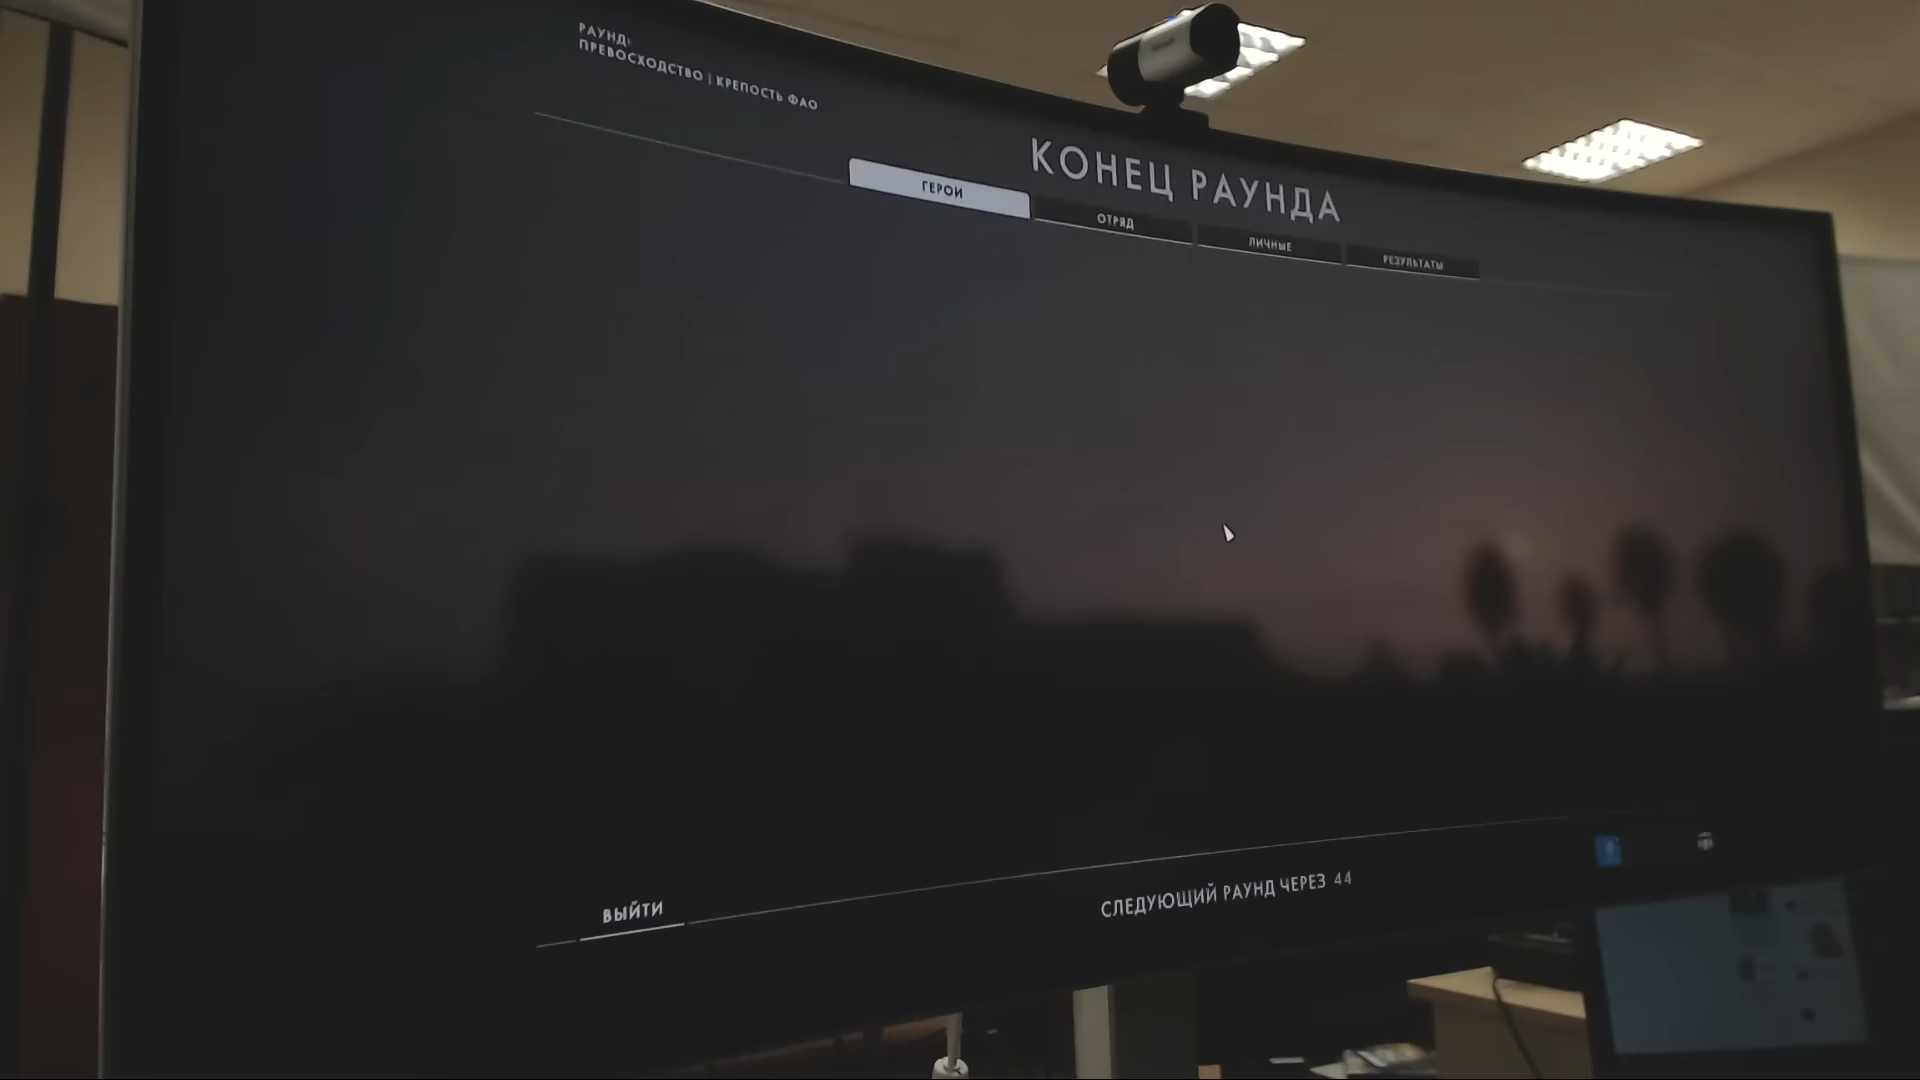 РАУНД:
ПРЕВОСХОДСТВО | КРЕПОСТЬ ФАО
КОНЕЦ РАУНДА
ГЕРОИ
ОТРЯД
ЛИЧНЫЕ
РЕЗУЛЬТАТЫ
ВЫЙТИ
СЛЕДУЮЩИЙ РАУНД ЧЕРЕЗ 44